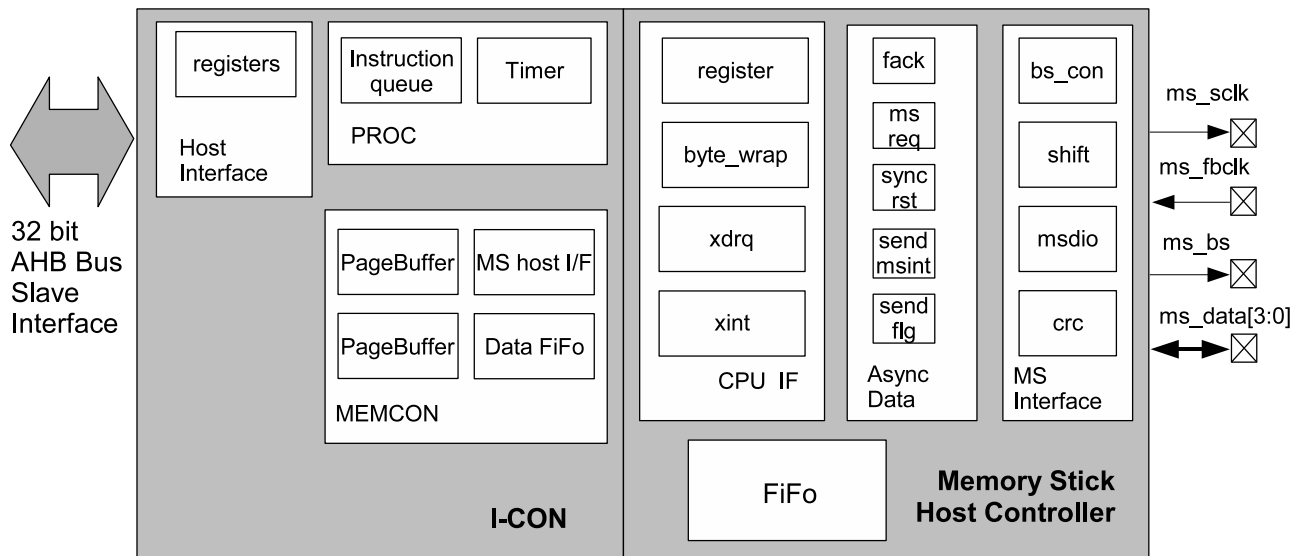 32 bit
AHB Bus
Slave
Interface
registers
Host
Interface
Instruction
queue
Timer
PROC
PageBuffer
MS host I/F
PageBuffer
Data FiFo
MEMCON
I-CON
register
byte_wrap
xdrq
xint
CPU IF
fack
ms
req
sync
rst
send
msint
send
flg
Async
Data
bs_con
shift
msdio
crc
MS
Interface
FiFo
Memory Stick
Host Controller
ms_sclk
ms_fbclk
ms_bs
ms_data[3:0]